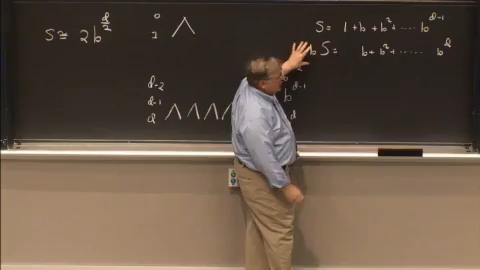 S ≅ 2b^{d/2}
0
1
d-2
d-1 b^{d-1}
d d
S = 1 + b + b² + ···· b^{d-1}
b S = b + b² + ······ b^d